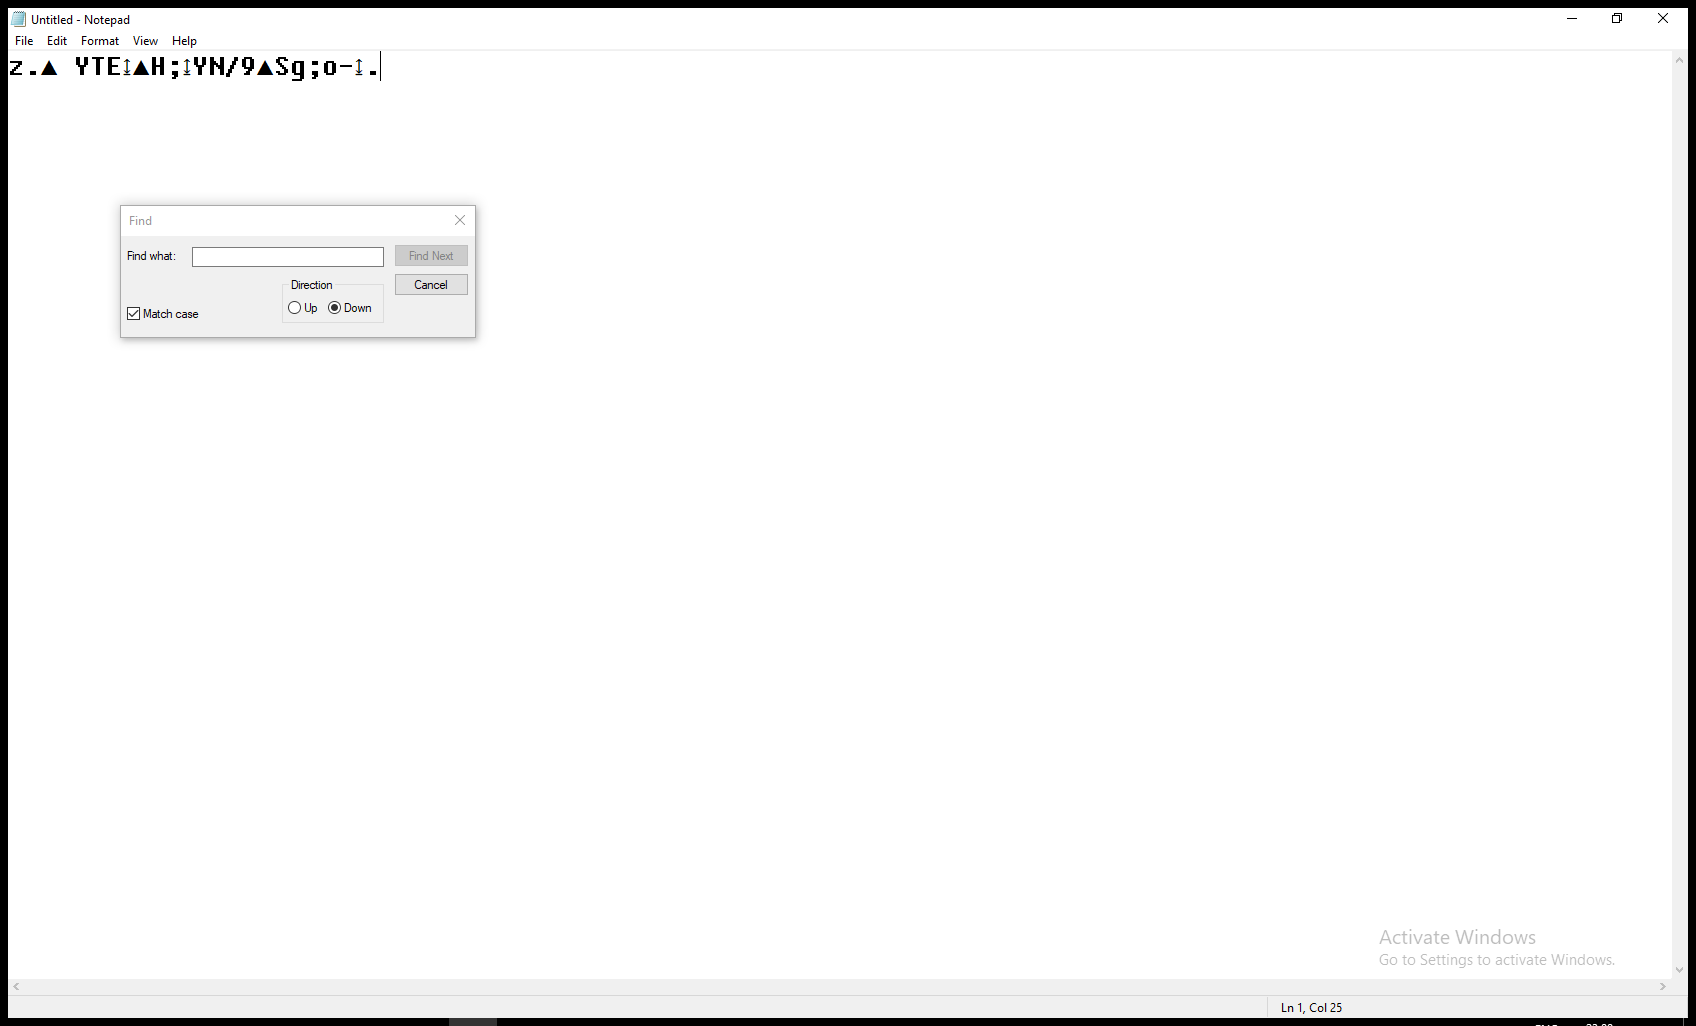 Untitled - Notepad
File Edit Format View Help
z.▲ YTE↨▲H;↨YN/9▲Sg;o-↨.
Find
Find what:
Find Next
Direction
Cancel
Up Down
Match case
Activate Windows
Go to Settings to activate Windows.
Ln 1, Col 25